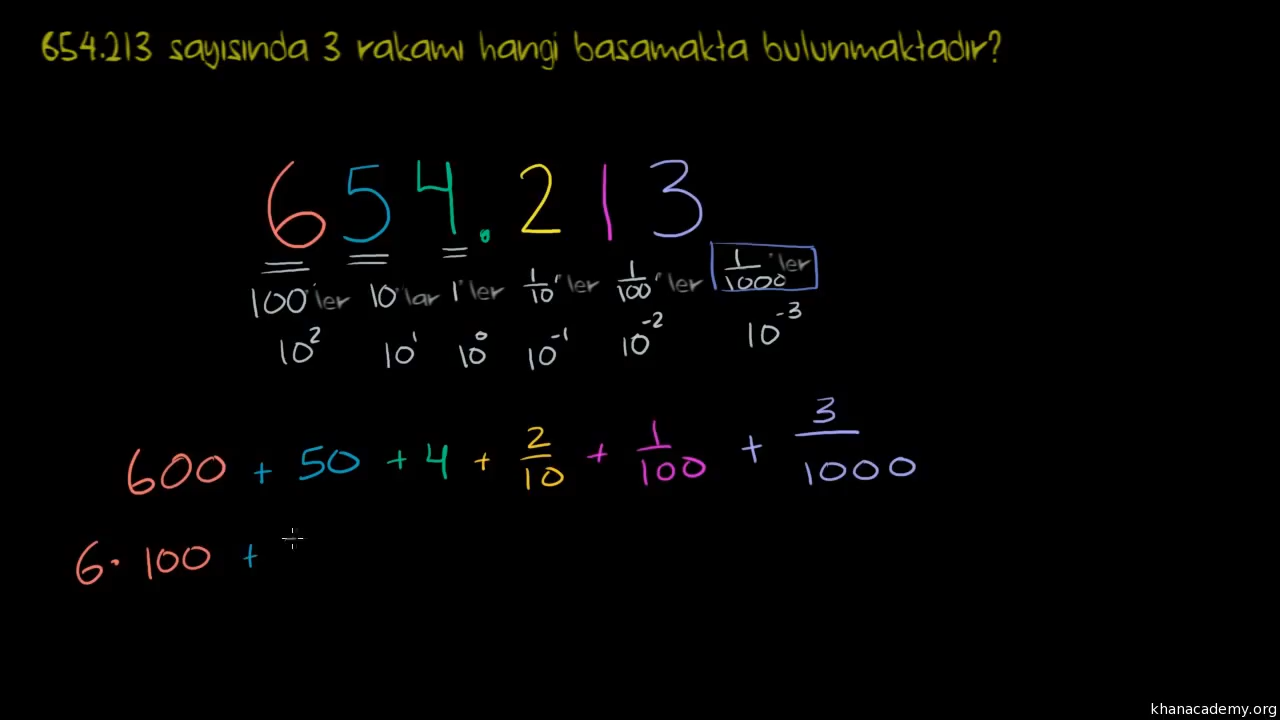 654.213 sayısında 3 rakamı hangi basamakta bulunmaktadır?
654.213
100'ler 10'lar 1'ler 1/10'ler 1/100'ler 1/1000'ler
10² 10¹ 10⁰ 10⁻¹ 10⁻² 10⁻³
600 + 50 + 4 + 2/10 + 1/100 + 3/1000
6· 100 +
khanacademy.org